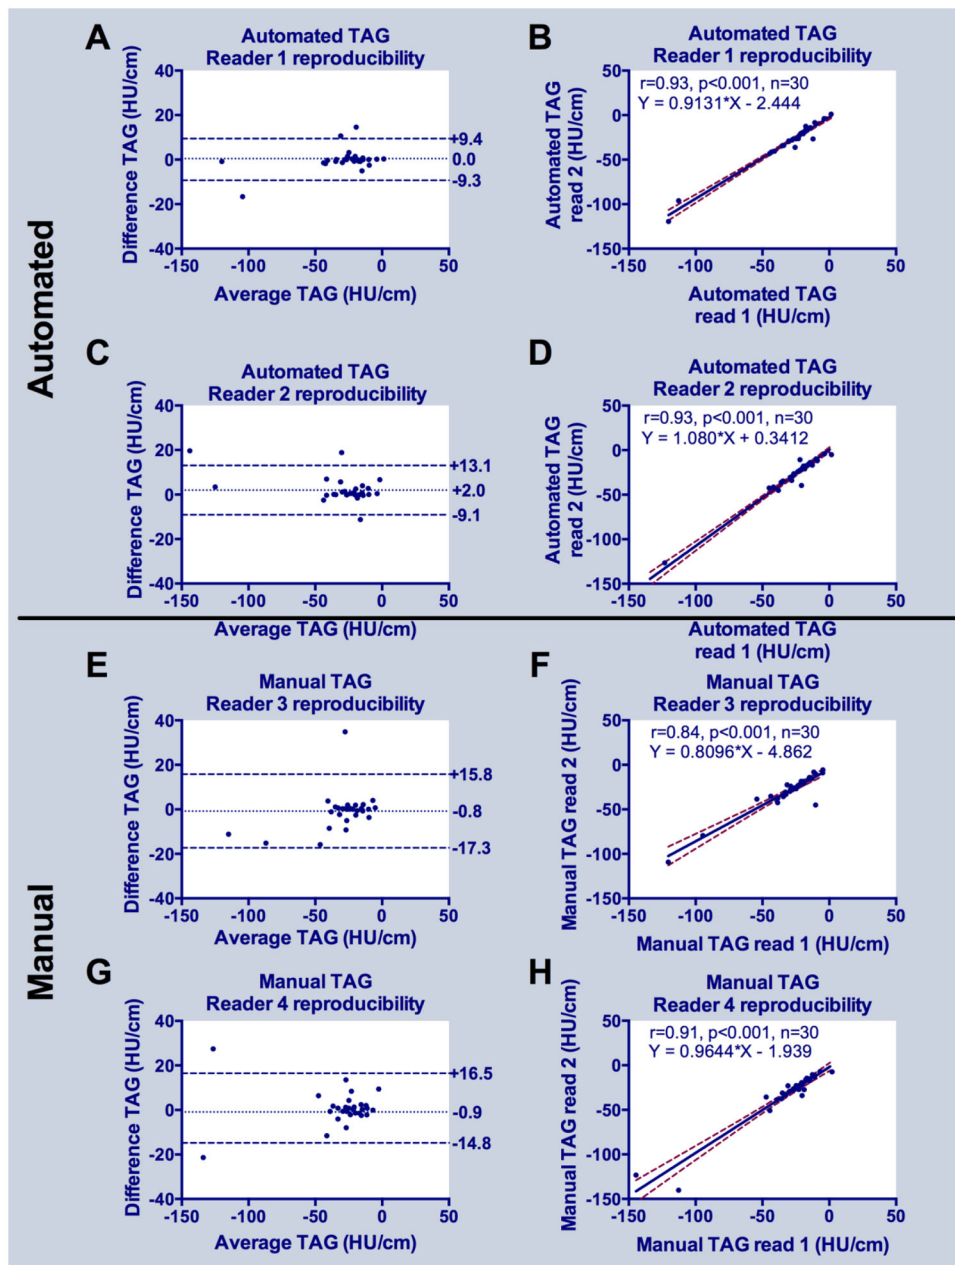 Automated
A
Automated TAG
Reader 1 reproducibility
Difference TAG (HU/cm)
40
20
0
-20
-40
+9.4
0.0
-9.3
-150 -100 -50 0 50
Average TAG (HU/cm)
B
Automated TAG
Reader 1 reproducibility
Automated TAG
read 2 (HU/cm)
r=0.93, p<0.001, n=30
Y = 0.9131*X - 2.444
50
0
-50
-100
-150
-150 -100 -50 0 50
Automated TAG
read 1 (HU/cm)
C
Automated TAG
Reader 2 reproducibility
Difference TAG (HU/cm)
40
20
0
-20
-40
+13.1
+2.0
-9.1
-150 -100 -50 0 50
Average TAG (HU/cm)
D
Automated TAG
Reader 2 reproducibility
Automated TAG
read 2 (HU/cm)
r=0.93, p<0.001, n=30
Y = 1.080*X + 0.3412
50
0
-50
-100
-150
-150 -100 -50 0 50
Automated TAG
read 1 (HU/cm)
Manual
E
Manual TAG
Reader 3 reproducibility
Difference TAG (HU/cm)
40
20
0
-20
-40
+15.8
-0.8
-17.3
-150 -100 -50 0 50
Average TAG (HU/cm)
F
Manual TAG
Reader 3 reproducibility
Manual TAG read 2 (HU/cm)
r=0.84, p<0.001, n=30
Y = 0.8096*X - 4.862
50
0
-50
-100
-150
-150 -100 -50 0 50
Manual TAG read 1 (HU/cm)
G
Manual TAG
Reader 4 reproducibility
Difference TAG (HU/cm)
40
20
0
-20
-40
+16.5
-0.9
-14.8
-150 -100 -50 0 50
Average TAG (HU/cm)
H
Manual TAG
Reader 4 reproducibility
Manual TAG read 2 (HU/cm)
r=0.91, p<0.001, n=30
Y = 0.9644*X - 1.939
50
0
-50
-100
-150
-150 -100 -50 0 50
Manual TAG read 1 (HU/cm)